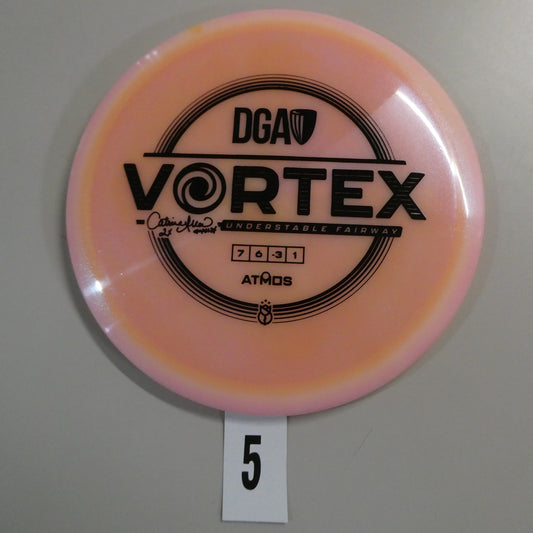 DGA
VORTEX
UNDERSTABLE FAIRWAY
7 6 -3 1
ATMOS
5